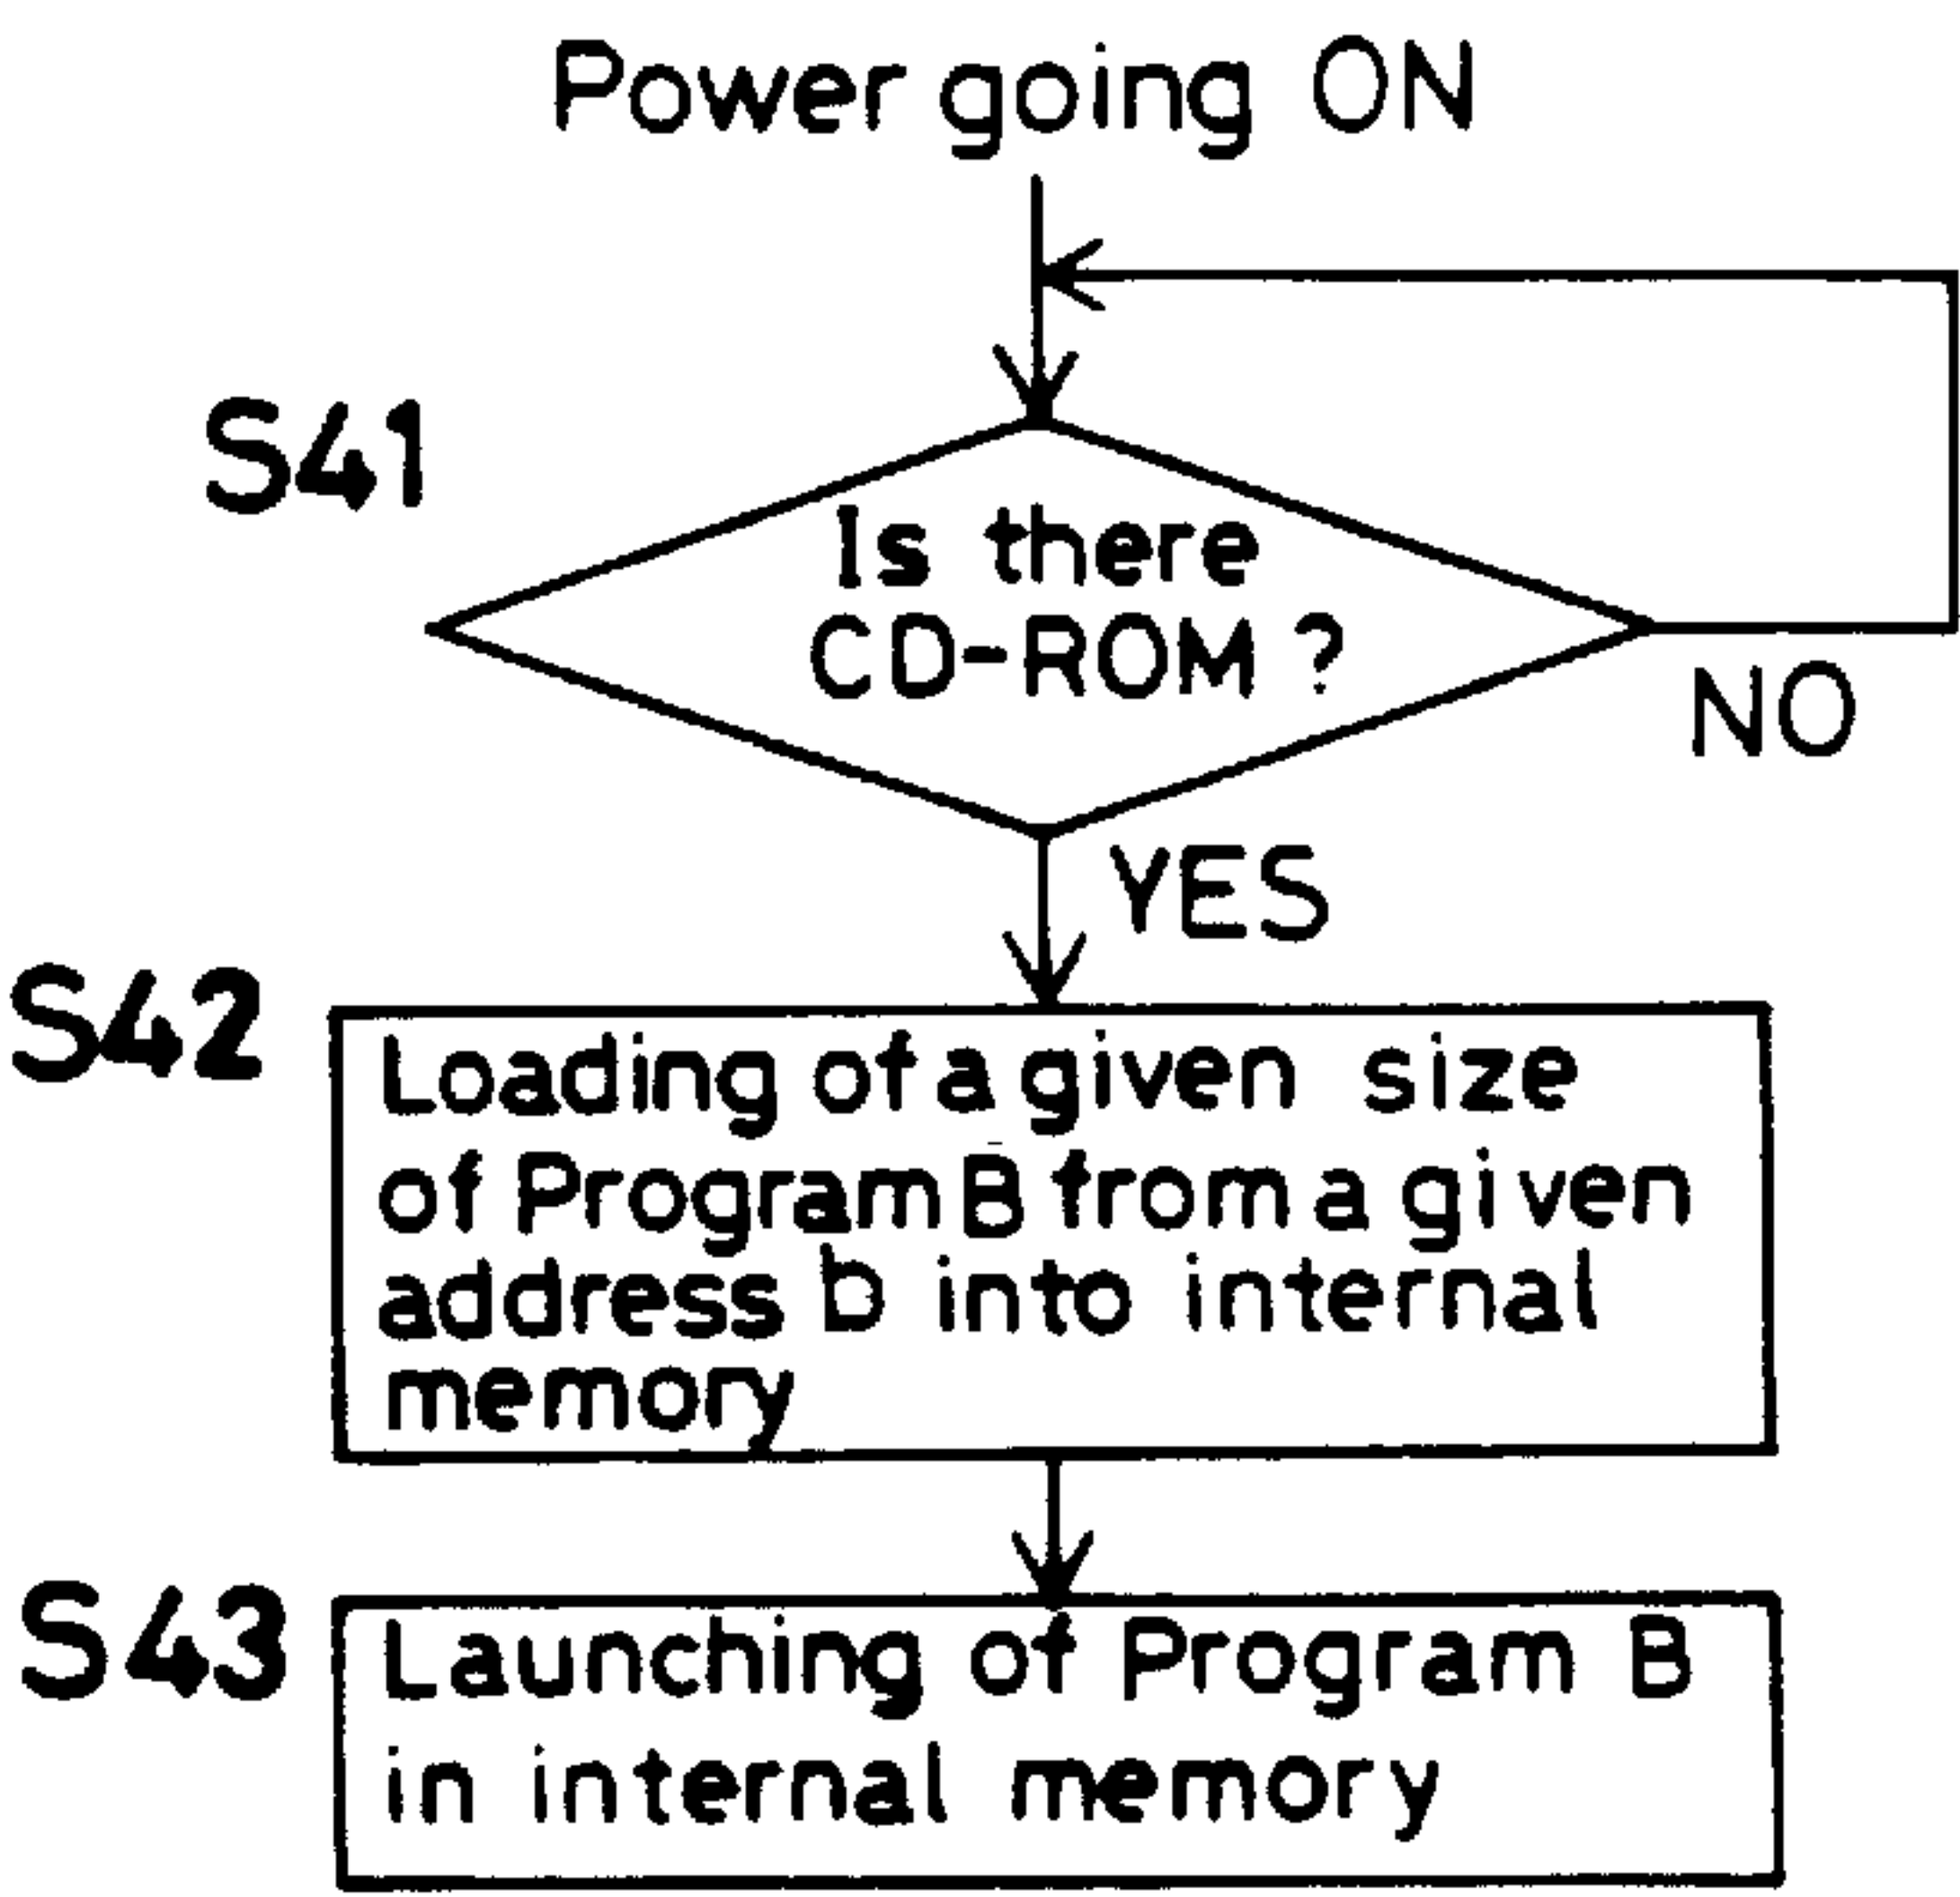 Power going ON
S41
Is there
CD-ROM ?
NO
YES
S42
Loading of a given size
of Program B from a given
address b into internal
memory
S43
Launching of Program B
in internal memory